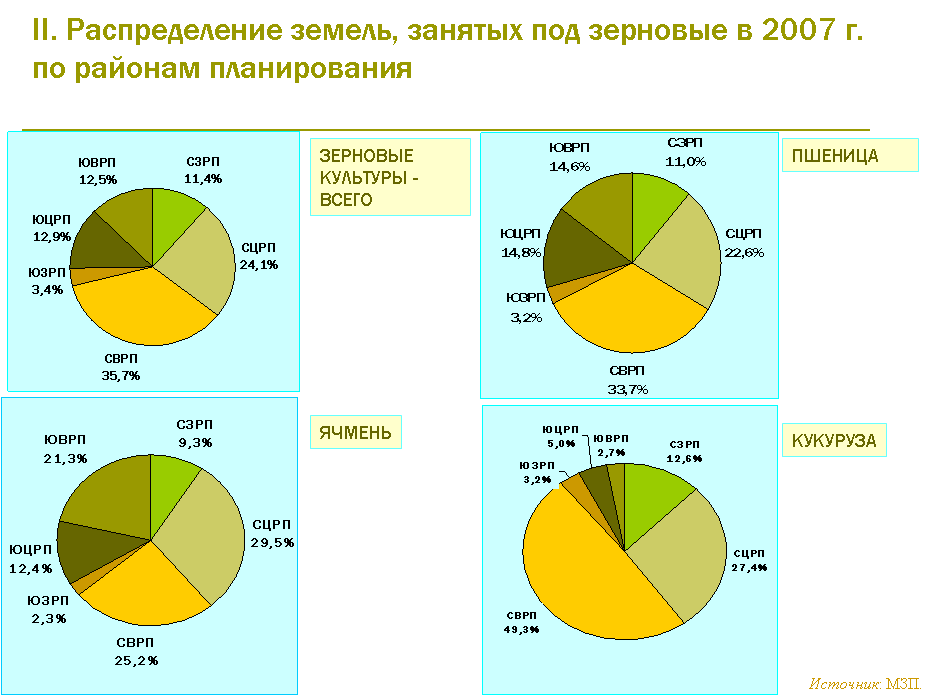 II. Распределение земель, занятых под зерновые в 2007 г.
по районам планирования
ЮВРП
12,5%
СЗРП
11,4%
ЮЦРП
12,9%
СЦРП
24,1%
ЮЗРП
3,4%
СВРП
35,7%
ЗЕРНОВЫЕ
КУЛЬТУРЫ -
ВСЕГО
ЮВРП
14,6%
СЗРП
11,0%
ЮЦРП
14,8%
СЦРП
22,6%
ЮЗРП
3,2%
СВРП
33,7%
ПШЕНИЦА
СЗРП
9,3%
ЮВРП
21,3%
СЦРП
29,5%
ЮЦРП
12,4%
ЮЗРП
2,3%
СВРП
25,2%
ЯЧМЕНЬ
ЮЦРП
5,0%
ЮВРП
2,7%
СЗРП
12,6%
ЮЗРП
3,2%
СЦРП
27,4%
СВРП
49,3%
КУКУРУЗА
Источник: МЗП.